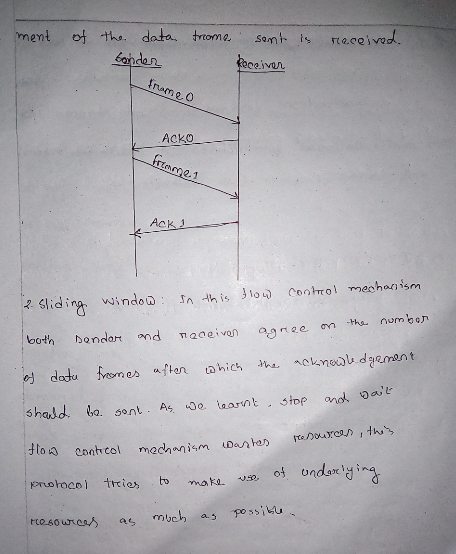 ment of the data frame sent is received.
Sender Receiver
Frame 0
ACK0
Frame 1
Ack 1
2. Sliding window: In this flow control mechanism
both sender and receiver agree on the number
of data frames after which the acknowledgement
should be sent. As we learnt, stop and wait
flow control mechanism wastes resources, this
protocol tries to make use of underlying
resources as much as possible.